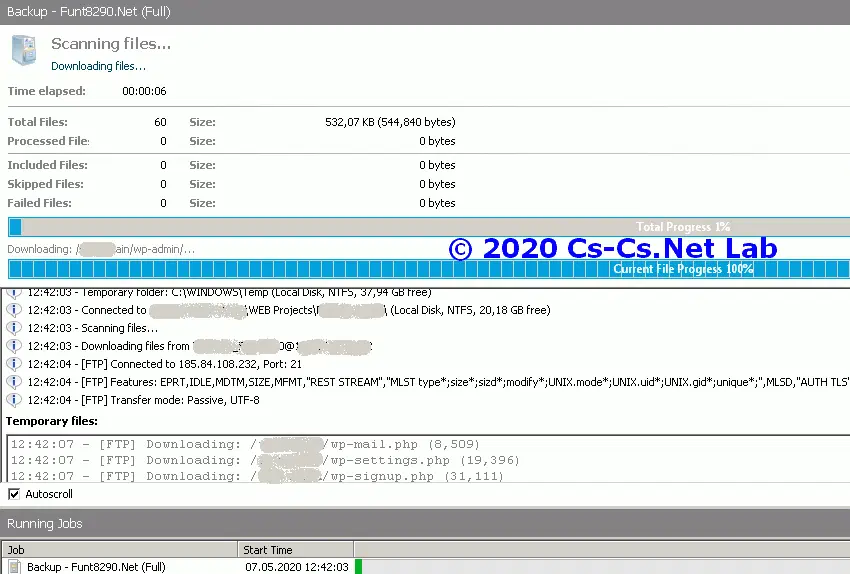 Backup - Funt8290.Net (Full)
Scanning files...
Downloading files...
Time elapsed: 00:00:06
Total Files: 60 Size: 532,07 KB (544,840 bytes)
Processed File: 0 Size: 0 bytes
Included Files: 0 Size: 0 bytes
Skipped Files: 0 Size: 0 bytes
Failed Files: 0 Size: 0 bytes
Total Progress 1%
Downloading: / ain/wp-admin/...
© 2020 Cs-Cs.Net Lab
Current File Progress 100%
12:42:03 - Temporary folder: C:\WINDOWS\Temp (Local Disk, NTFS, 37,94 GB free)
12:42:03 - Connected to \WEB Projects\ \ (Local Disk, NTFS, 20,18 GB free)
12:42:03 - Scanning files...
12:42:03 - Downloading files from 0@
12:42:04 - [FTP] Connected to 185.84.108.232, Port: 21
12:42:04 - [FTP] Features: EPRT,IDLE,MDTM,SIZE,MFMT,"REST STREAM","MLST type*;size*;sizd*;modify*;UNIX.mode*;UNIX.uid*;UNIX.gid*;unique*;",MLSD,"AUTH TLS"
12:42:04 - [FTP] Transfer mode: Passive, UTF-8
Temporary files:
12:42:07 - [FTP] Downloading: / /wp-mail.php (8,509)
12:42:07 - [FTP] Downloading: / /wp-settings.php (19,396)
12:42:07 - [FTP] Downloading: / /wp-signup.php (31,111)
Autoscroll
Running Jobs
Job Start Time
Backup - Funt8290.Net (Full) 07.05.2020 12:42:03